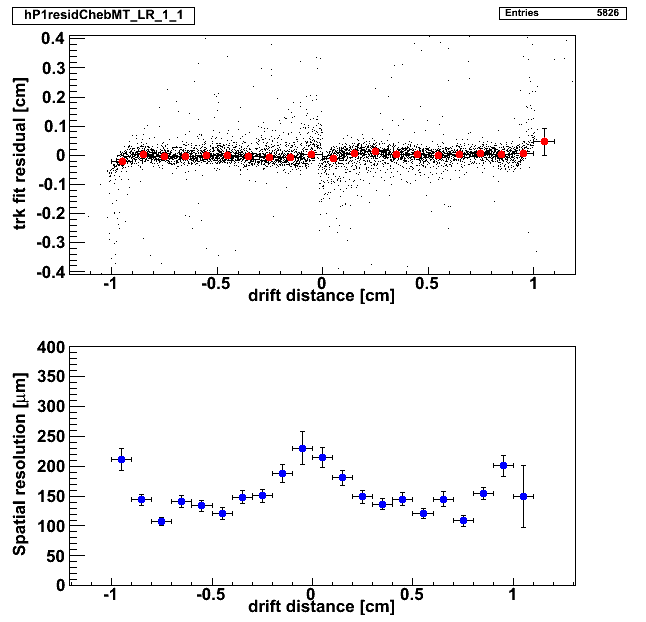 hP1residChebMT_LR_1_1
Entries 5826
trk fit residual [cm]
0.4
0.3
0.2
0.1
0
-0.1
-0.2
-0.3
-0.4
-1 -0.5 0 0.5 1
drift distance [cm]
Spatial resolution [μm]
400
350
300
250
200
150
100
50
0
-1 -0.5 0 0.5 1
drift distance [cm]